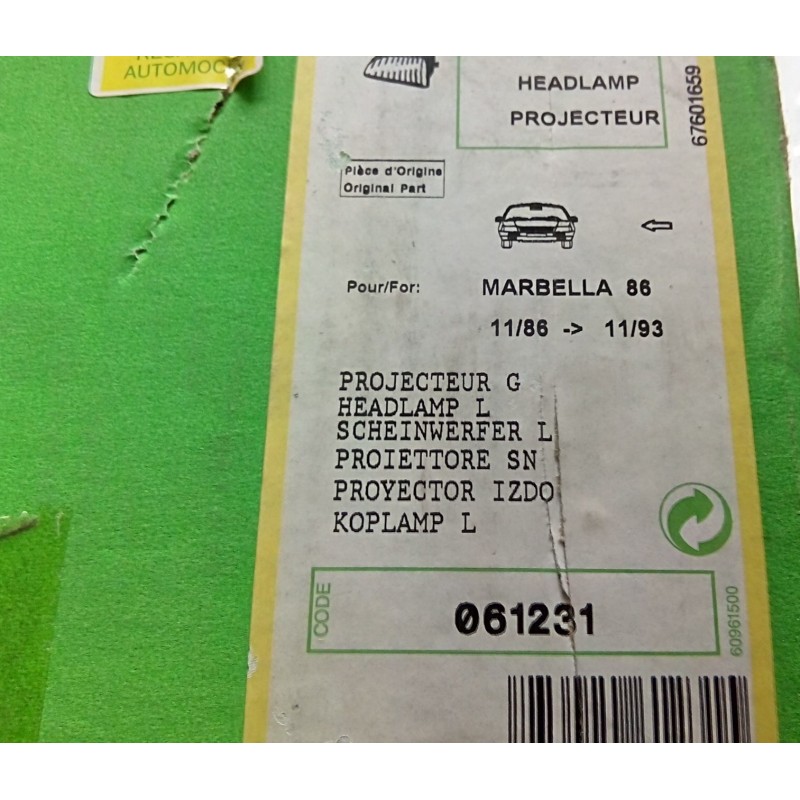 AUTOMOC
HEADLAMP
PROJECTEUR
67601659
Pièce d'Origine
Original Part
Pour/For: MARBELLA 86
11/86 -> 11/93
PROJECTEUR G
HEADLAMP L
SCHEINWERFER L
PROIETTORE SN
PROYECTOR IZDO
KOPLAMP L
CODE
061231
60961500